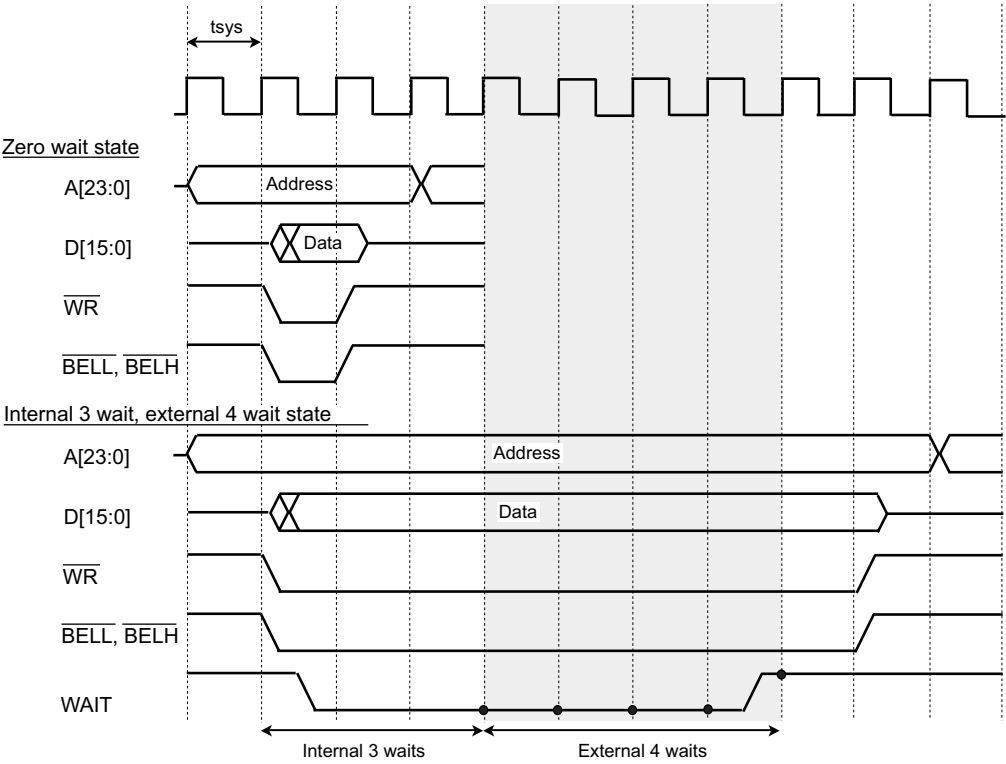 tsys
Zero wait state
A[23:0]
Address
D[15:0]
Data
WR
BELL, BELH
Internal 3 wait, external 4 wait state
A[23:0]
Address
D[15:0]
Data
WR
BELL, BELH
WAIT
Internal 3 waits
External 4 waits